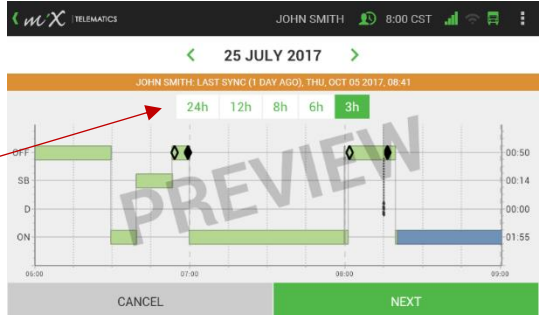 miX TELEMATICS JOHN SMITH 8:00 CST
25 JULY 2017
JOHN SMITH: LAST SYNC (1 DAY AGO), THU, OCT 05 2017, 08:41
24h 12h 8h 6h 3h
OFF 00:50
SB 00:14
D 00:00
ON 01:55
PREVIEW
06:00 07:00 08:00 09:00
CANCEL NEXT